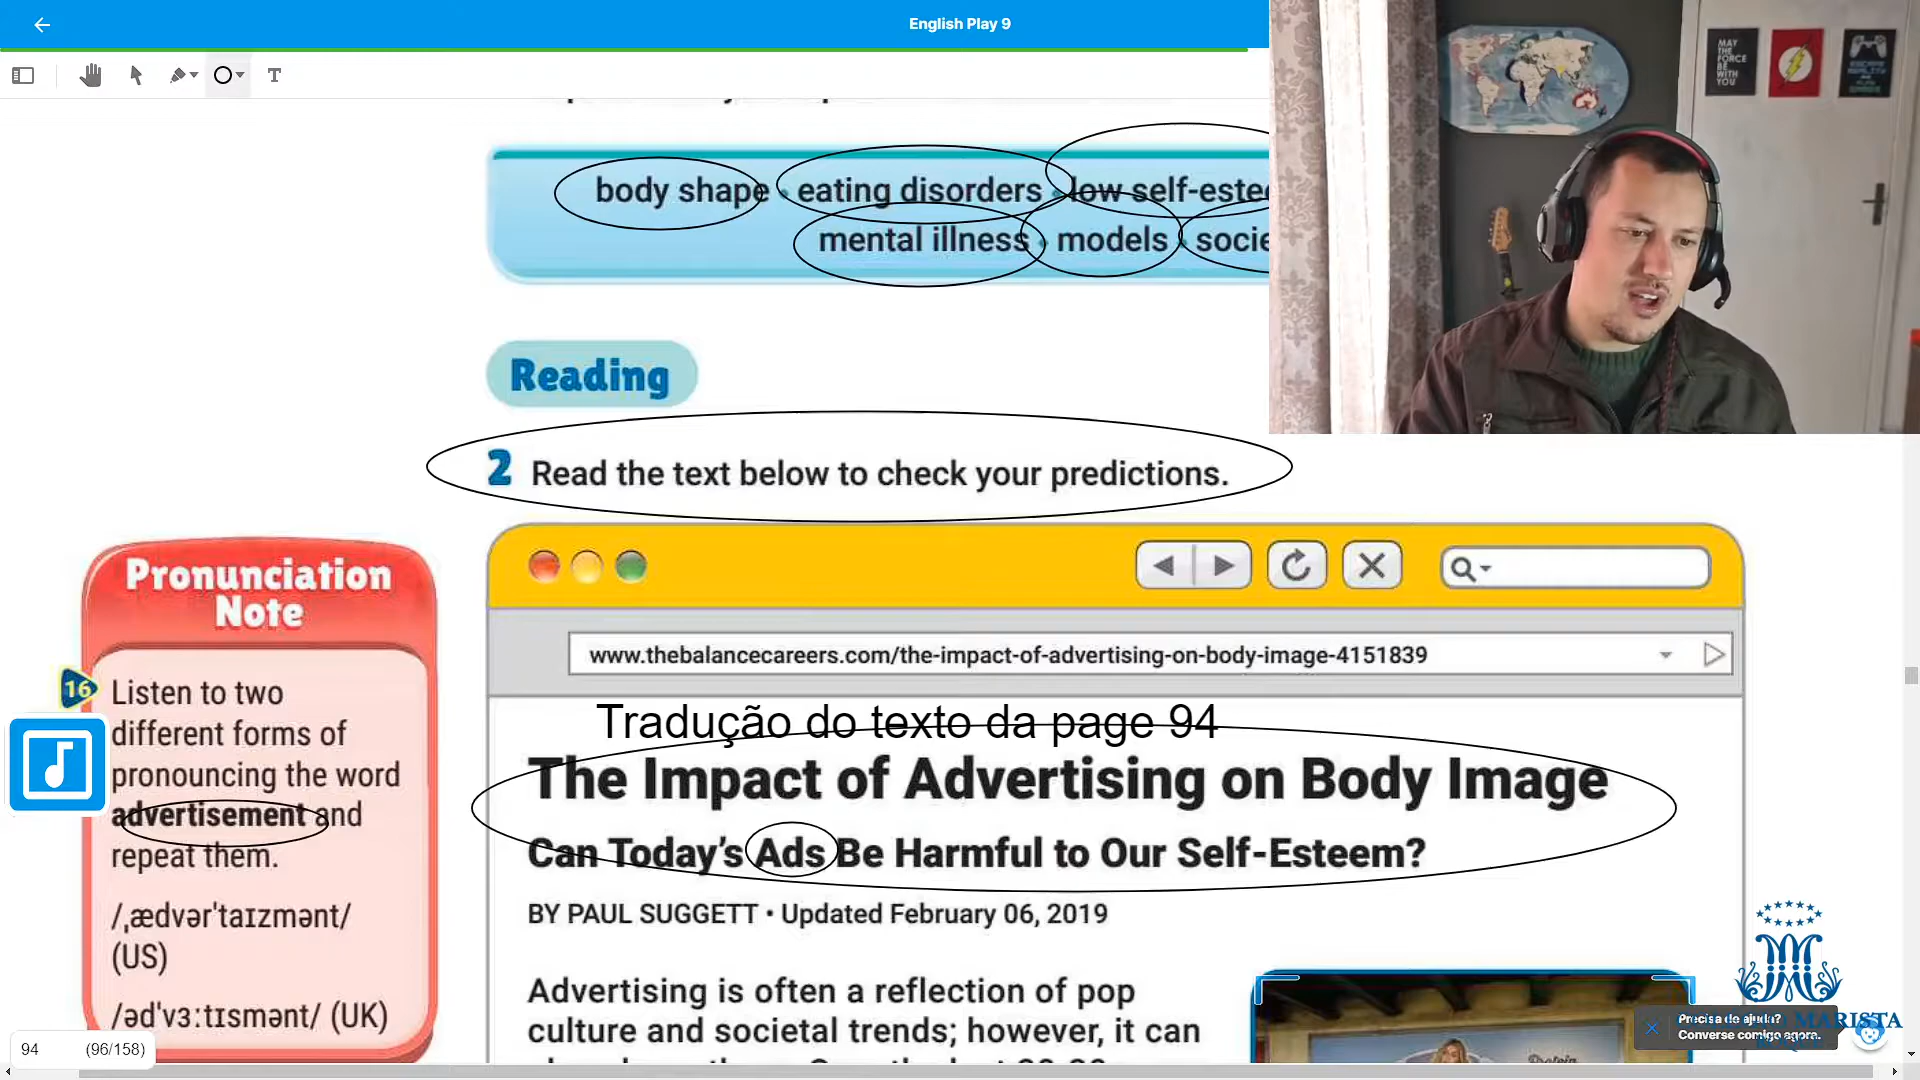 English Play 9
MAY
THE
FORCE
BE
WITH
YOU
T
body shape • eating disorders • low self-estee
mental illness • models • socie
Reading
2 Read the text below to check your predictions.
Pronunciation
Note
16
Listen to two
different forms of
pronouncing the word
advertisement and
repeat them.
/ˌædvərˈtaɪzmənt/
(US)
/ədˈvɜːtɪsmənt/ (UK)
www.thebalancecareers.com/the-impact-of-advertising-on-body-image-4151839
Tradução do texto da page 94
The Impact of Advertising on Body Image
Can Today's Ads Be Harmful to Our Self-Esteem?
BY PAUL SUGGETT • Updated February 06, 2019
Advertising is often a reflection of pop
culture and societal trends; however, it can
Precisa de ajuda?
Converse comigo agora.
MARISTA
94 (96/158)